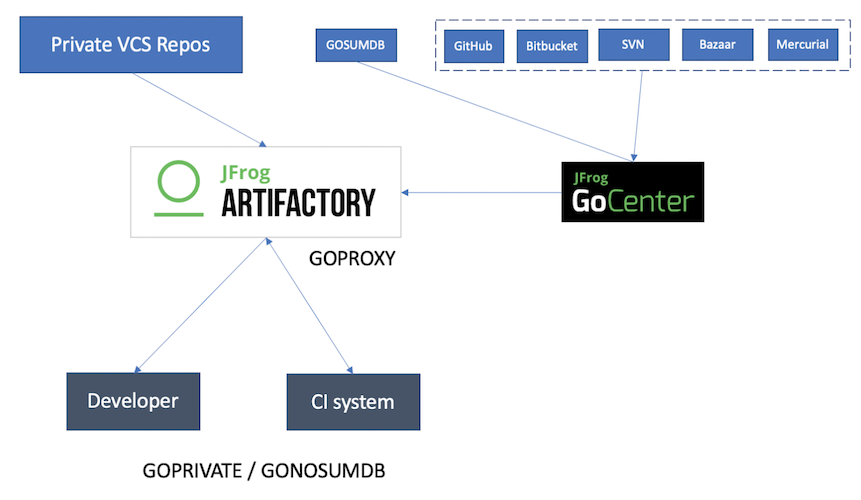 Private VCS Repos
GOSUMDB
GitHub
Bitbucket
SVN
Bazaar
Mercurial
JFrog
ARTIFACTORY
JFrog
GoCenter
GOPROXY
Developer
CI system
GOPRIVATE / GONOSUMDB